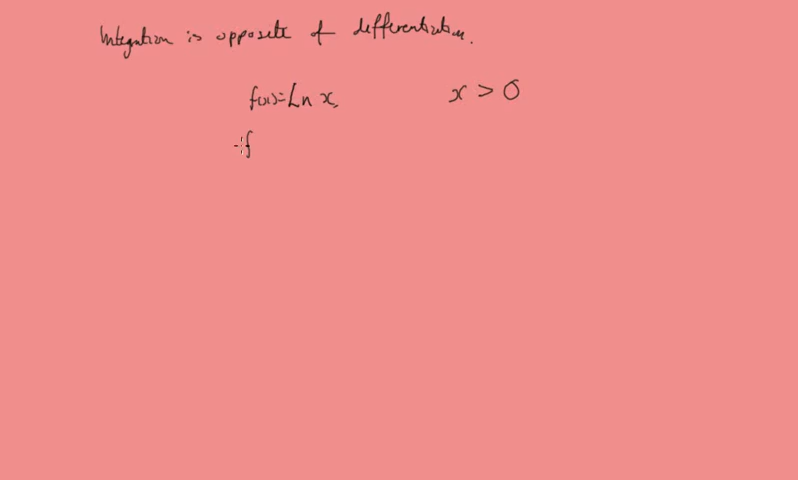 Integration is opposite of differentiation.
f(x)=Ln x, x > 0
f